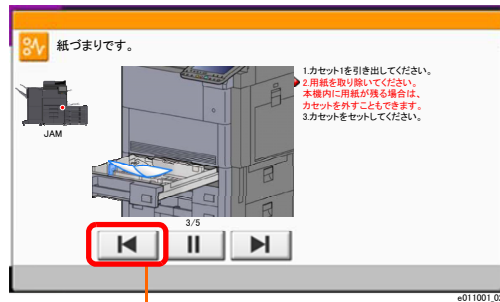 紙づまりです。
JAM
1.カセット1を引き出してください。
2.用紙を取り除いてください。
本機内に用紙が残る場合は、
カセットを外すこともできます。
3.カセットをセットしてください。
3/5